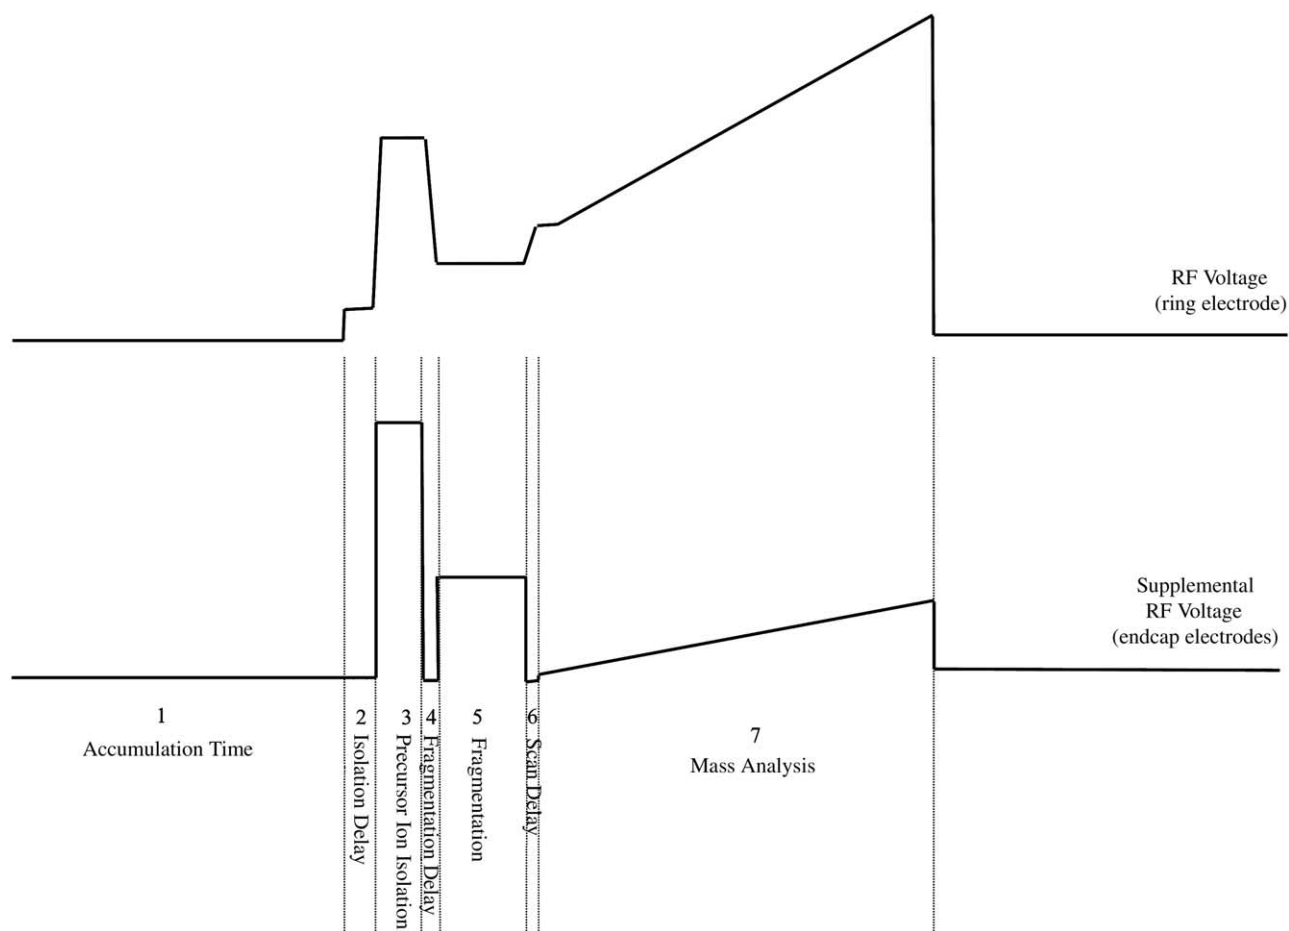 RF Voltage
(ring electrode)
Supplemental
RF Voltage
(endcap electrodes)
1
Accumulation Time
2 Isolation Delay
3 Precursor Ion Isolation
4 Fragmentation Delay
5 Fragmentation
6 Scan Delay
7
Mass Analysis